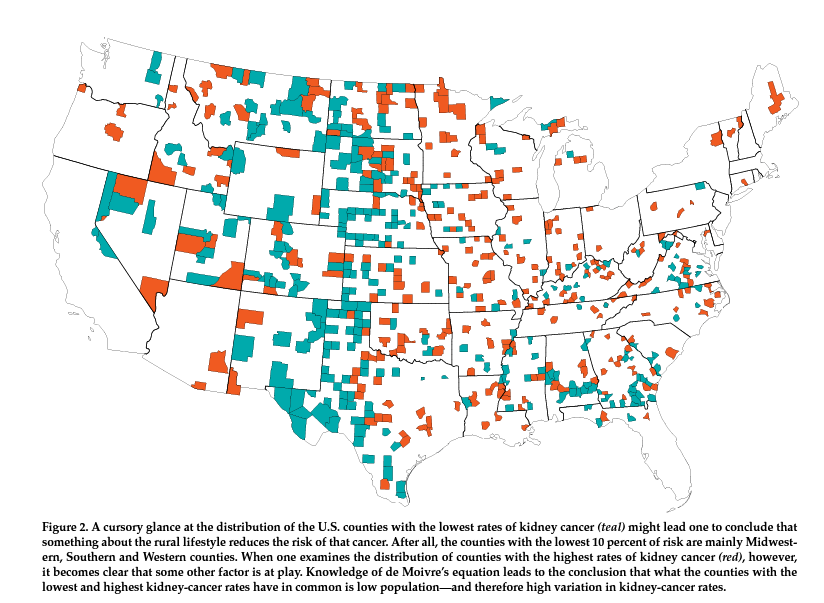 Figure 2. A cursory glance at the distribution of the U.S. counties with the lowest rates of kidney cancer (teal) might lead one to conclude that
something about the rural lifestyle reduces the risk of that cancer. After all, the counties with the lowest 10 percent of risk are mainly Midwest-
ern, Southern and Western counties. When one examines the distribution of counties with the highest rates of kidney cancer (red), however,
it becomes clear that some other factor is at play. Knowledge of de Moivre's equation leads to the conclusion that what the counties with the
lowest and highest kidney-cancer rates have in common is low population—and therefore high variation in kidney-cancer rates.